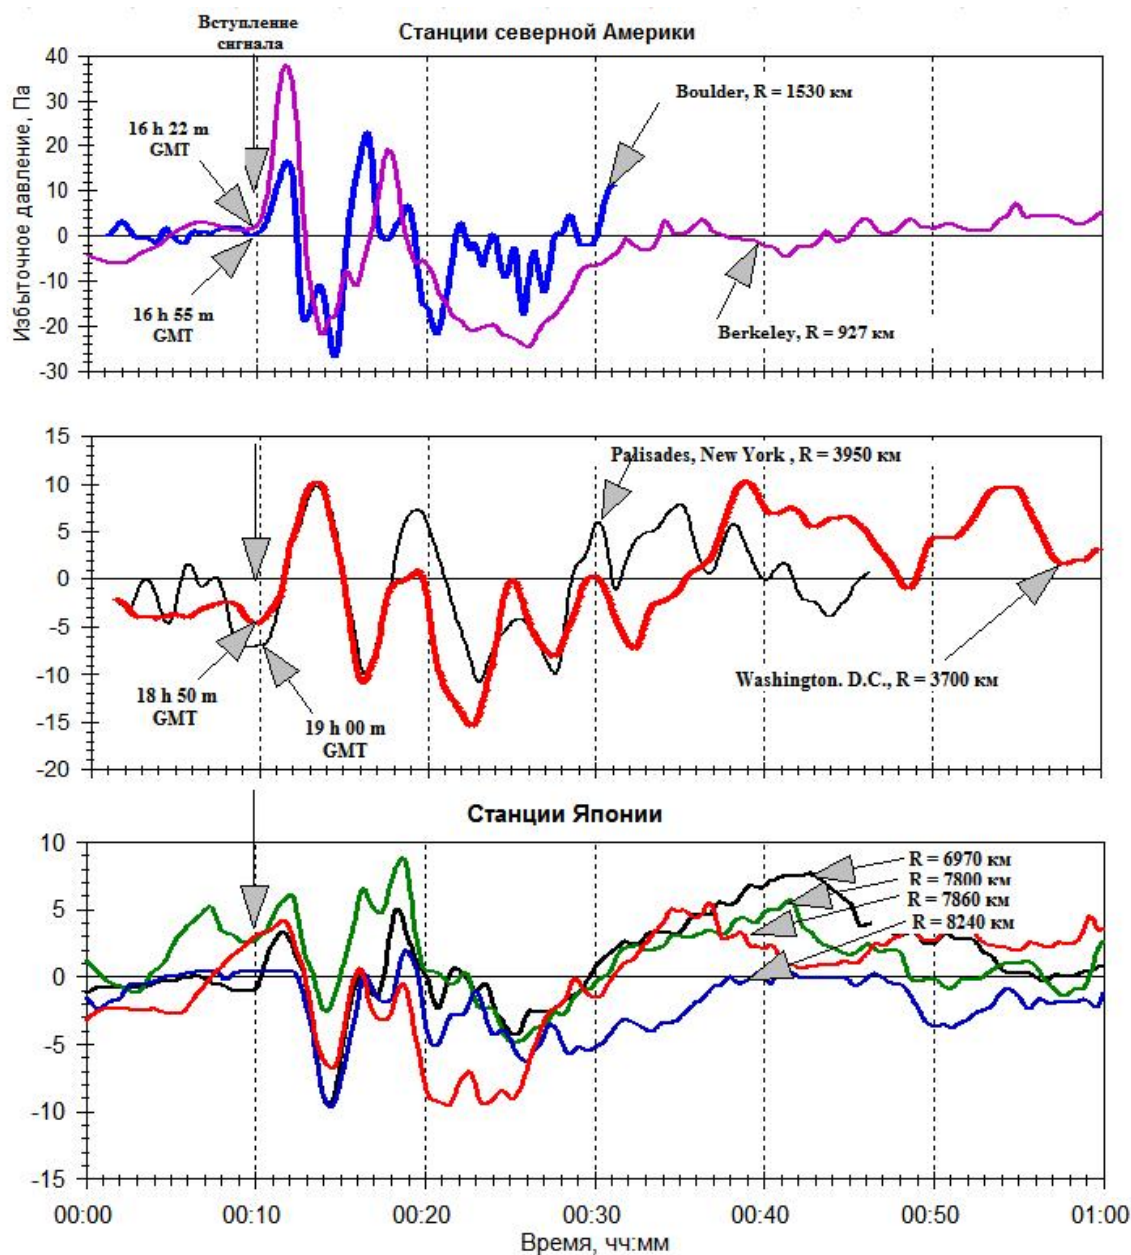 Вступление
сигнала
Станции северной Америки
Избыточное давление, Па
40
30
20
10
0
-10
-20
-30
16 h 22 m
GMT
16 h 55 m
GMT
Boulder, R = 1530 км
Berkeley, R = 927 км
15
10
5
0
-5
-10
-15
-20
Palisades, New York , R = 3950 км
18 h 50 m
GMT
19 h 00 m
GMT
Washington. D.C., R = 3700 км
Станции Японии
10
5
0
-5
-10
-15
R = 6970 км
R = 7800 км
R = 7860 км
R = 8240 км
00:00 00:10 00:20 00:30 00:40 00:50 01:00
Время, чч:мм